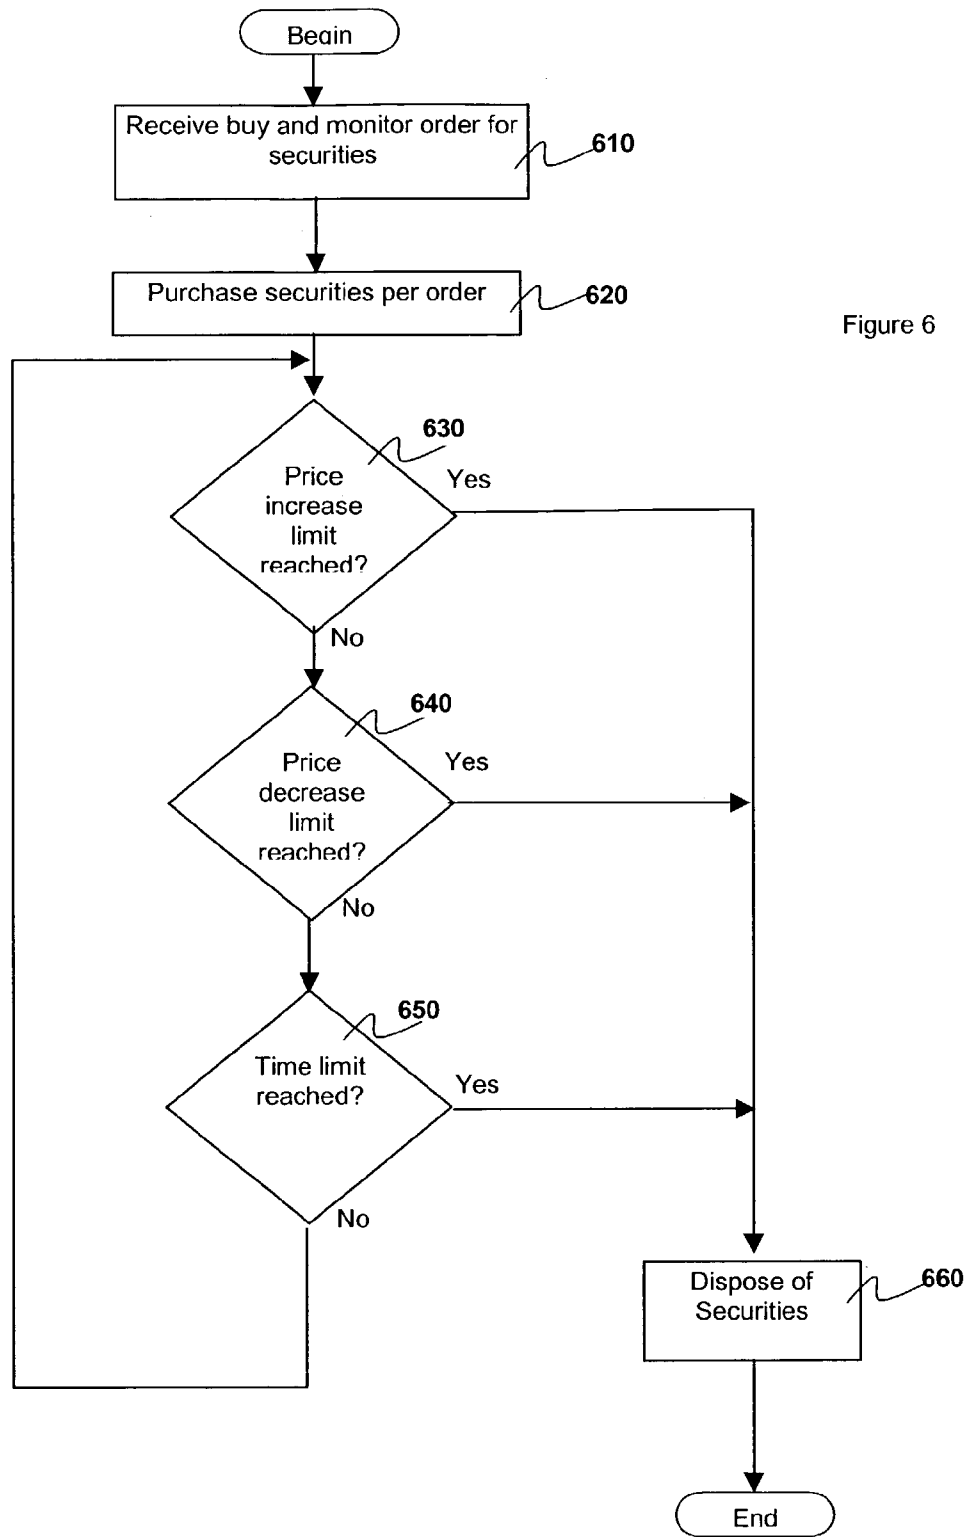 Begin
Receive buy and monitor order for
securities
610
Purchase securities per order
620
Figure 6
630
Price
increase
limit
reached?
Yes
No
640
Price
decrease
limit
reached?
Yes
No
650
Time limit
reached?
Yes
No
Dispose of
Securities
660
End